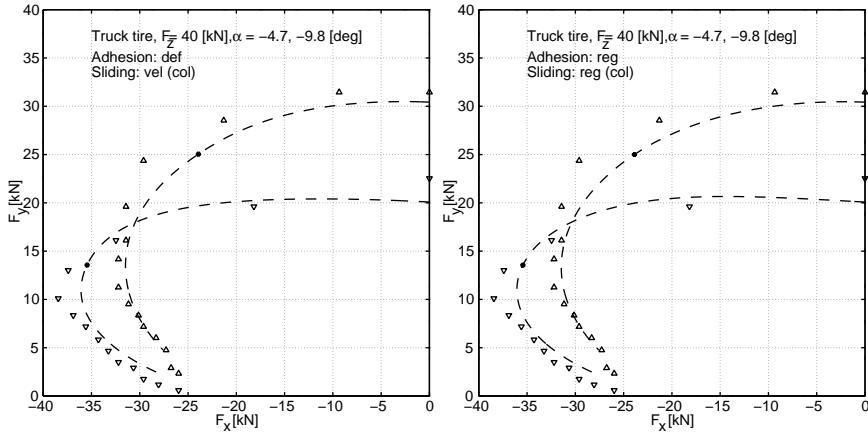 40
35
30
25
20
15
10
5
0
F_y [kN]
Truck tire, F_z= 40 [kN],α = −4.7, −9.8 [deg]
Adhesion: def
Sliding: vel (col)
−40 −35 −30 −25 −20 −15 −10 −5 0
F_x [kN]
40
35
30
25
20
15
10
5
0
F_y [kN]
Truck tire, F_z= 40 [kN],α = −4.7, −9.8 [deg]
Adhesion: reg
Sliding: reg (col)
−40 −35 −30 −25 −20 −15 −10 −5 0
F_x [kN]